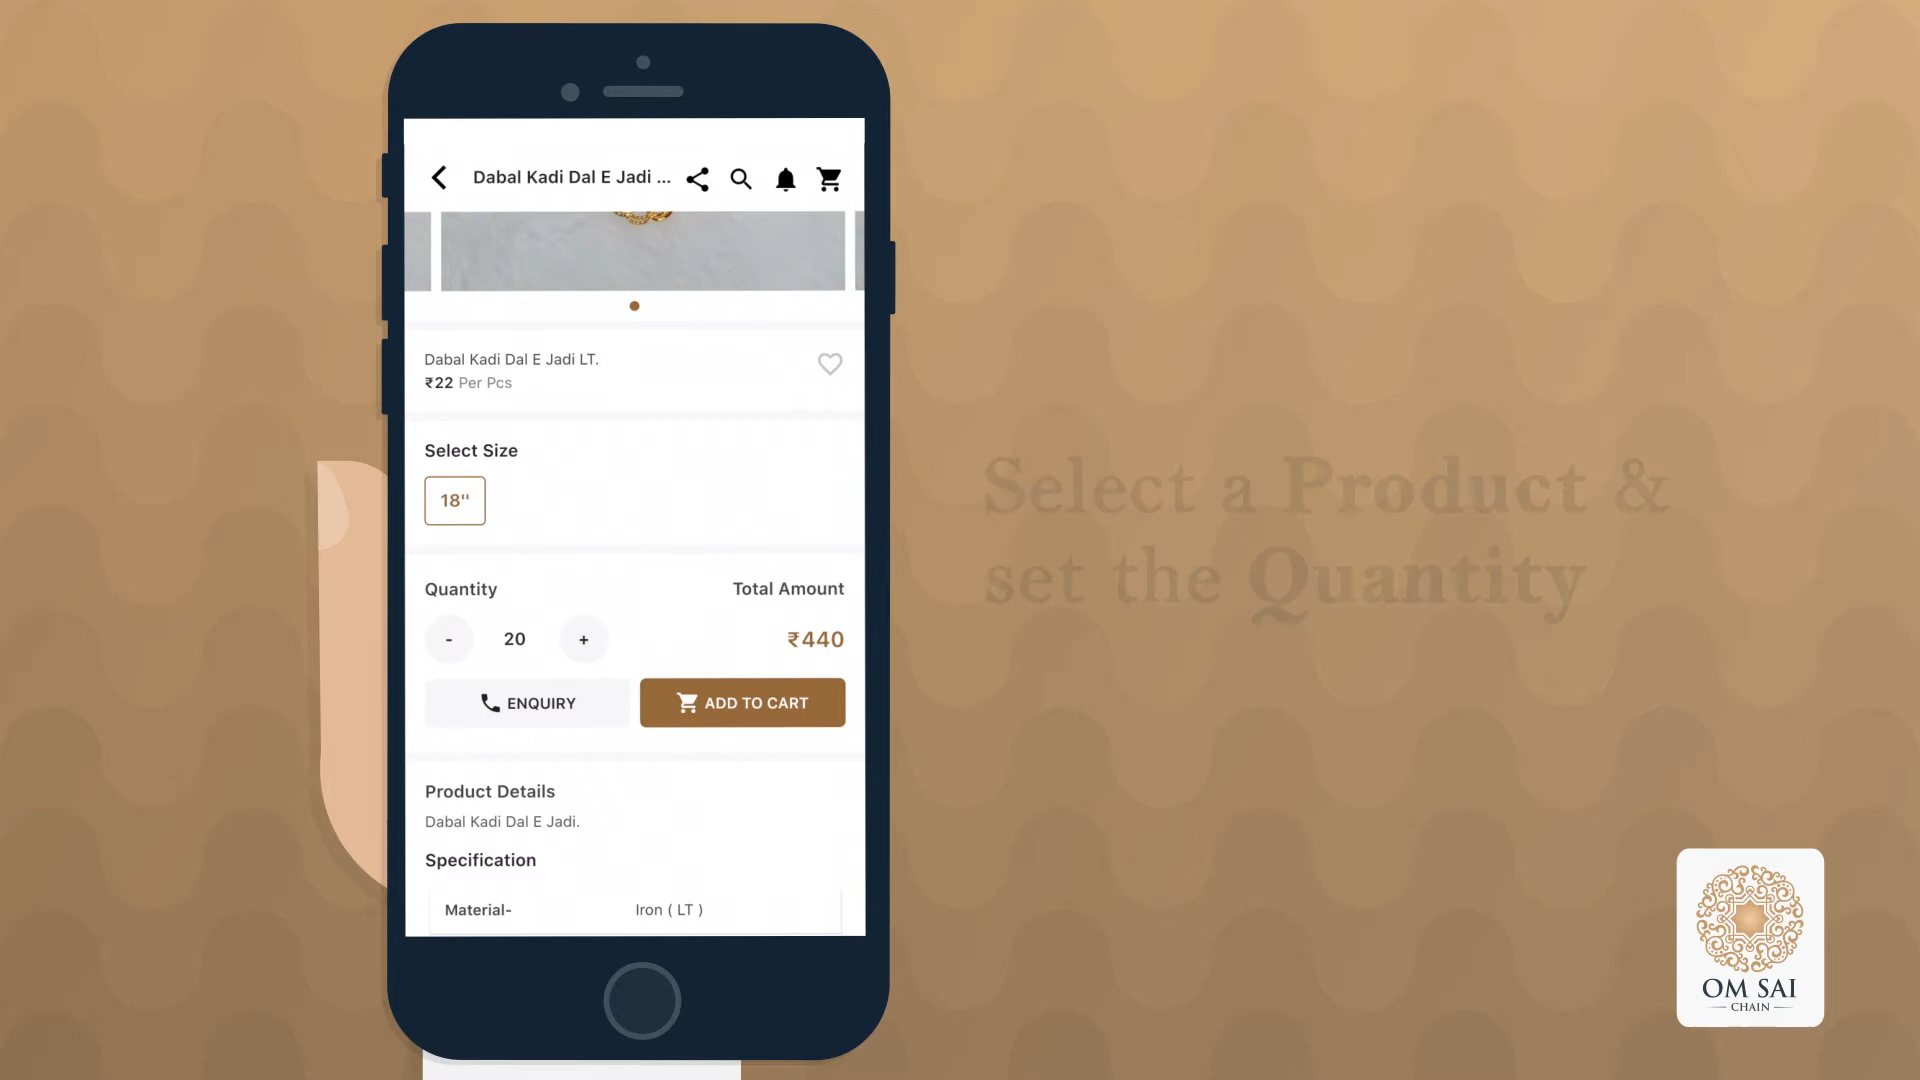 Dabal Kadi Dal E Jadi ...
Dabal Kadi Dal E Jadi LT.
₹22 Per Pcs
Select Size
18''
Quantity
Total Amount
- 20 +
₹440
ENQUIRY
ADD TO CART
Product Details
Dabal Kadi Dal E Jadi.
Specification
Material- Iron ( LT )
Select a Product &
set the Quantity
OM SAI
CHAIN